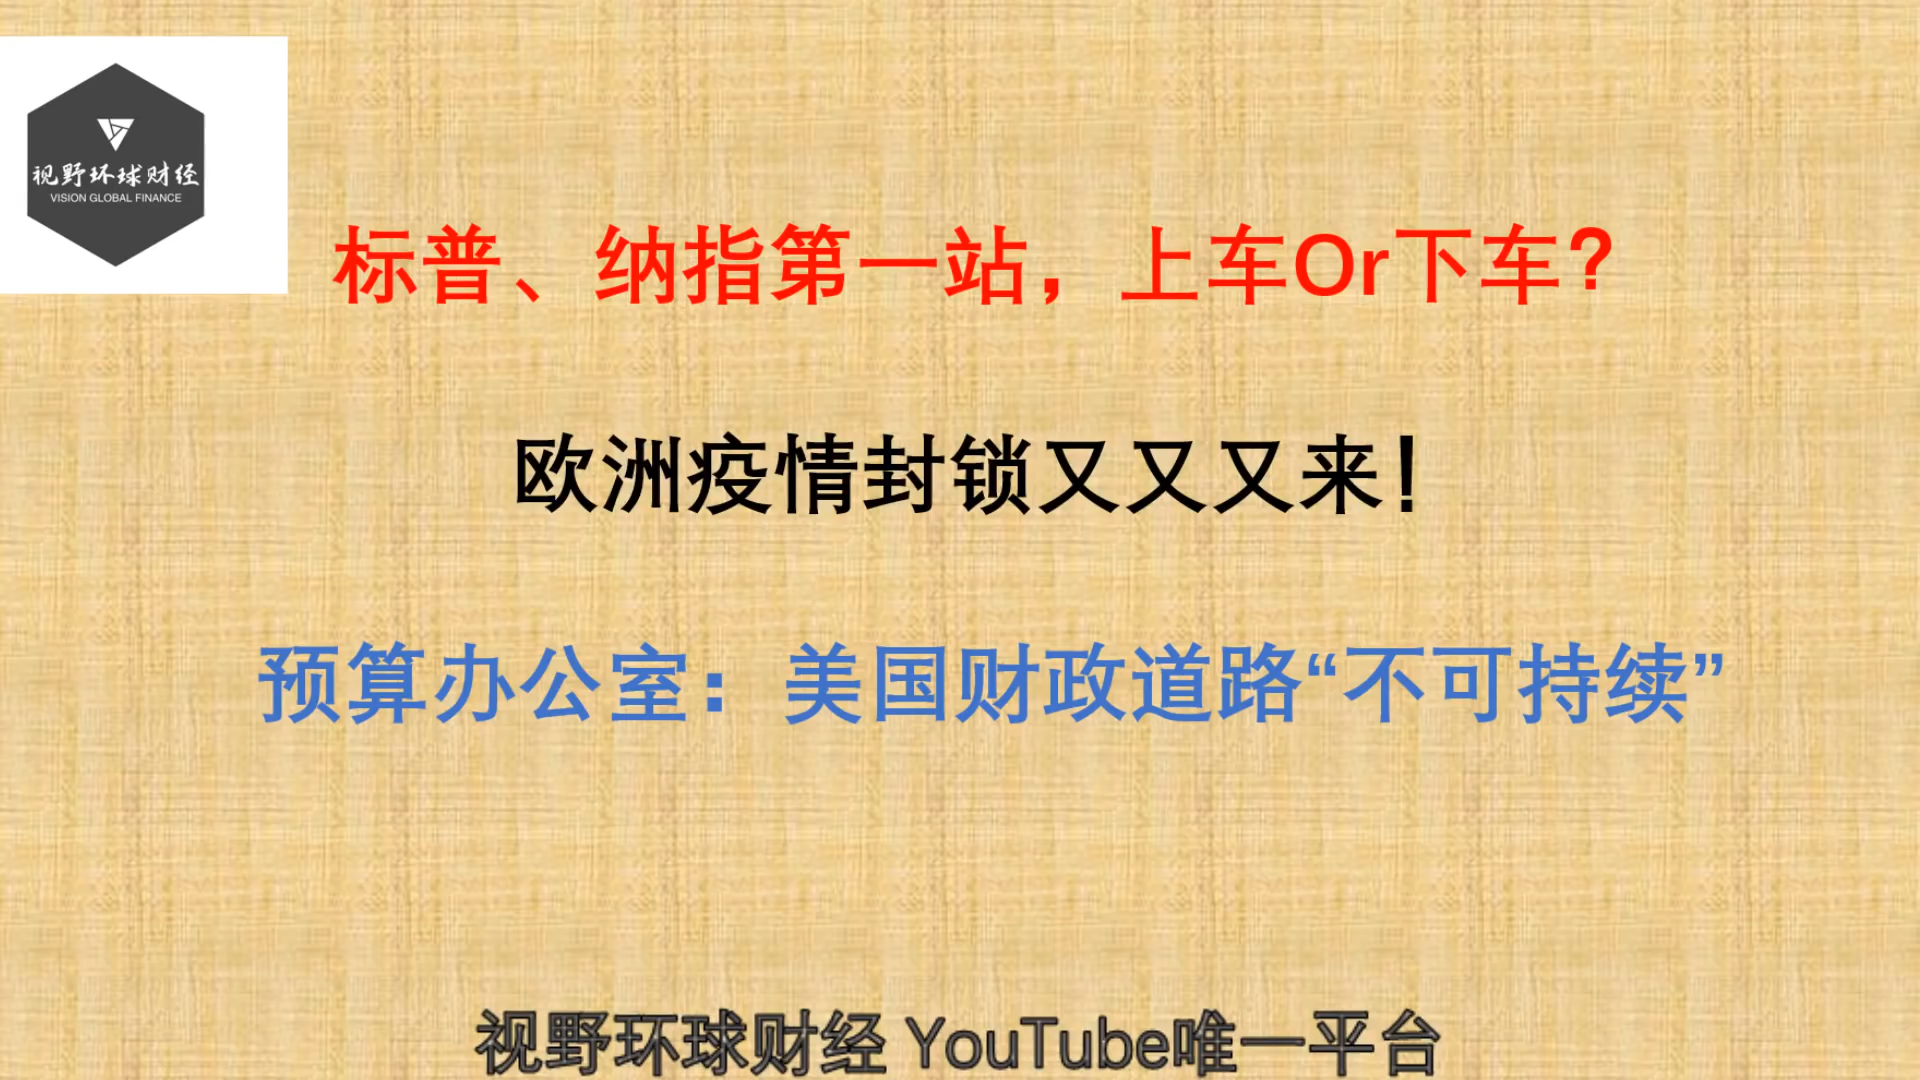 视野环球财经
VISION GLOBAL FINANCE
标普、纳指第一站，上车Or下车？
欧洲疫情封锁又又又来！
预算办公室：美国财政道路“不可持续”
视野环球财经 YouTube唯一平台